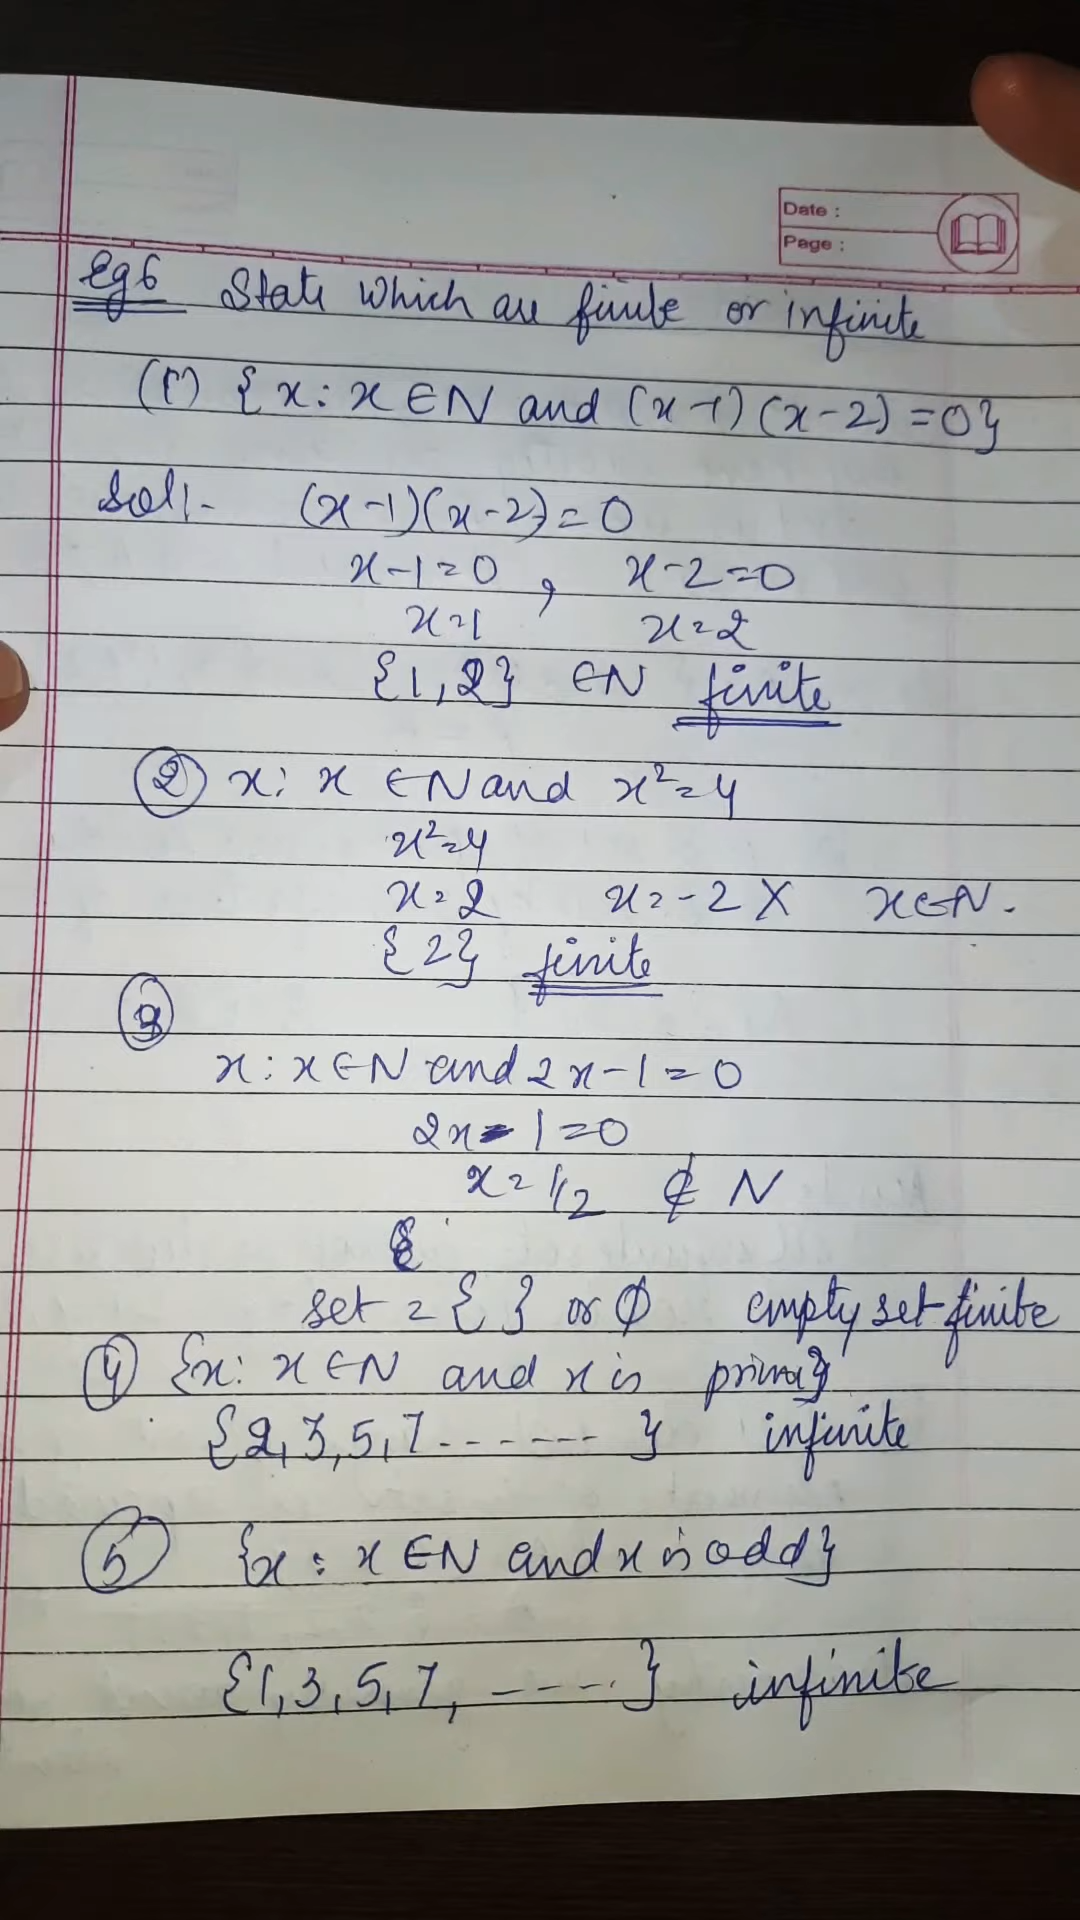 Date :
Page :
Eg 6 State which are finite or infinite
(1) {x : x ∈ N and (x-1)(x-2) = 0}
Sol:- (x-1)(x-2) = 0
x-1=0 , x-2=0
x=1 x=2
{1,2} ∈N finite
② x: x ∈ N and x²=4
x²=4
x=2 x=-2 X x∈N.
{2} finite
③
x : x ∈ N and 2x-1=0
2x-1=0
x=1/2 ∉ N
set = { } or ϕ empty set finite
④ {x: x ∈ N and x is prime}
{2,3,5,7------- } infinite
⑤ {x : x ∈ N and x is odd}
{1,3,5,7, -----} infinite